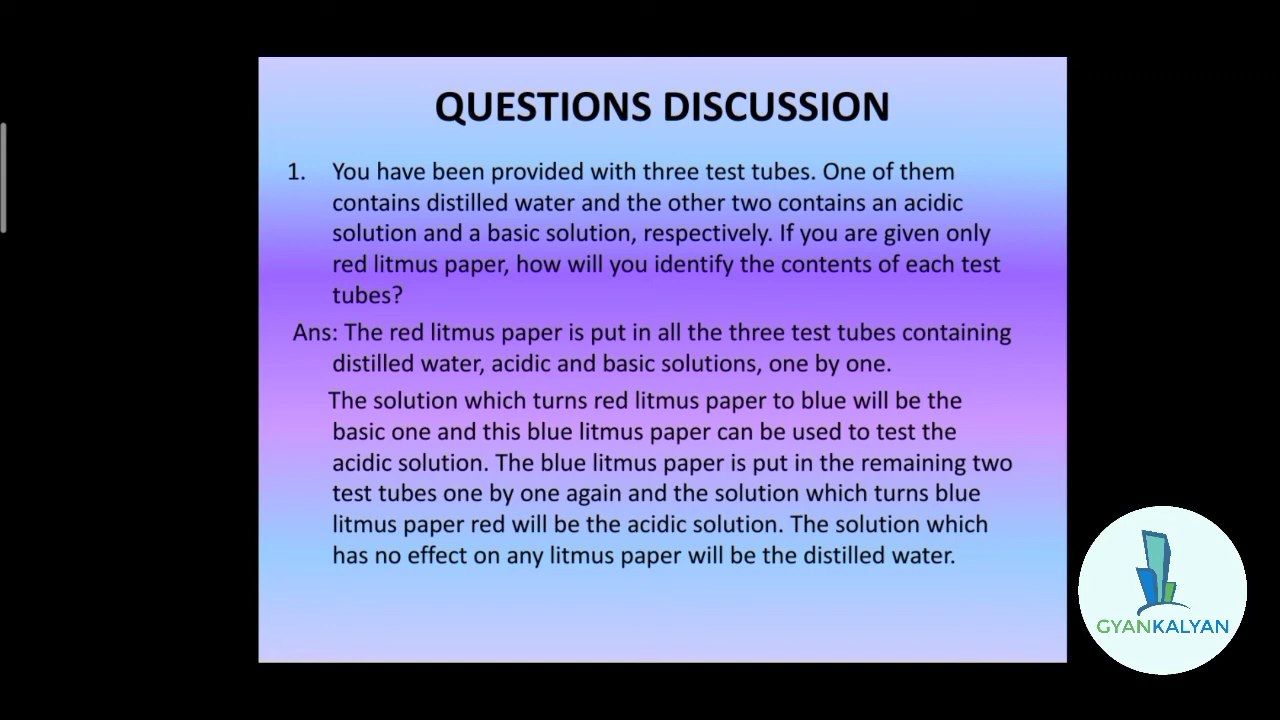 QUESTIONS DISCUSSION
1. You have been provided with three test tubes. One of them
contains distilled water and the other two contains an acidic
solution and a basic solution, respectively. If you are given only
red litmus paper, how will you identify the contents of each test
tubes?
Ans: The red litmus paper is put in all the three test tubes containing
distilled water, acidic and basic solutions, one by one.
The solution which turns red litmus paper to blue will be the
basic one and this blue litmus paper can be used to test the
acidic solution. The blue litmus paper is put in the remaining two
test tubes one by one again and the solution which turns blue
litmus paper red will be the acidic solution. The solution which
has no effect on any litmus paper will be the distilled water.
GYANKALYAN